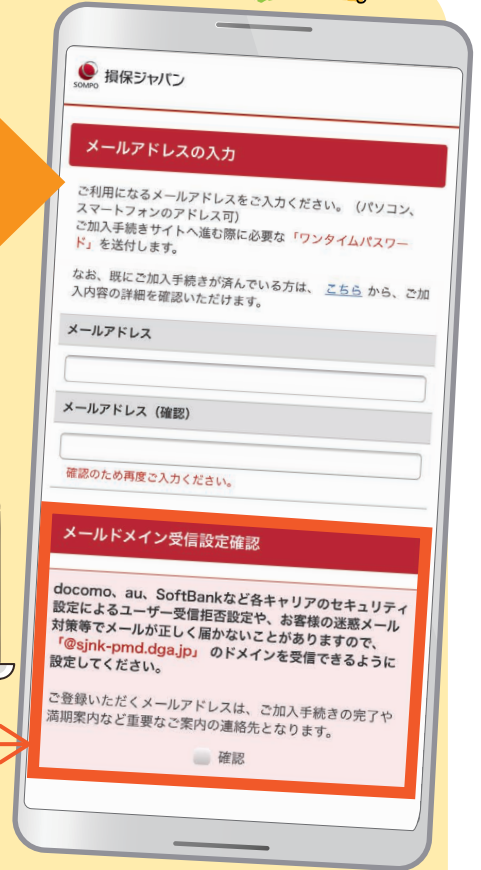 SOMPO 損保ジャパン
メールアドレスの入力
ご利用になるメールアドレスをご入力ください。（パソコン、
スマートフォンのアドレス可）
ご加入手続きサイトへ進む際に必要な「ワンタイムパスワー
ド」を送付します。
なお、既にご加入手続きが済んでいる方は、 こちら から、ご加
入内容の詳細を確認いただけます。
メールアドレス
メールアドレス（確認）
確認のため再度ご入力ください。
メールドメイン受信設定確認
docomo、au、SoftBankなど各キャリアのセキュリティ
設定によるユーザー受信拒否設定や、お客様の迷惑メール
対策等でメールが正しく届かないことがありますので、
「@sjnk-pmd.dga.jp」 のドメインを受信できるように
設定してください。
ご登録いただくメールアドレスは、ご加入手続きの完了や
満期案内など重要なご案内の連絡先となります。
確認